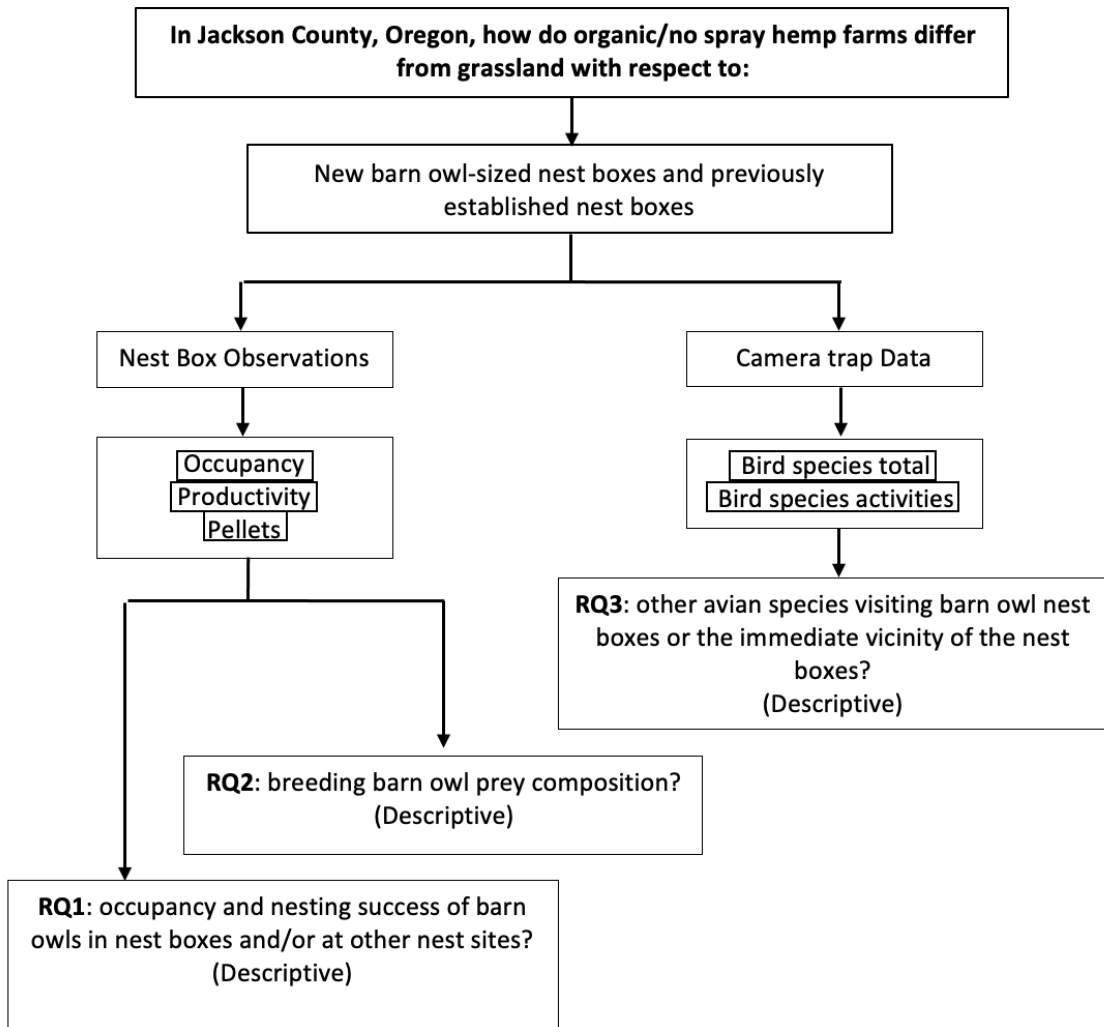 In Jackson County, Oregon, how do organic/no spray hemp farms differ
from grassland with respect to:
New barn owl-sized nest boxes and previously
established nest boxes
Nest Box Observations
Camera trap Data
Occupancy
Productivity
Pellets
Bird species total
Bird species activities
RQ3: other avian species visiting barn owl nest
boxes or the immediate vicinity of the nest
boxes?
(Descriptive)
RQ2: breeding barn owl prey composition?
(Descriptive)
RQ1: occupancy and nesting success of barn
owls in nest boxes and/or at other nest sites?
(Descriptive)